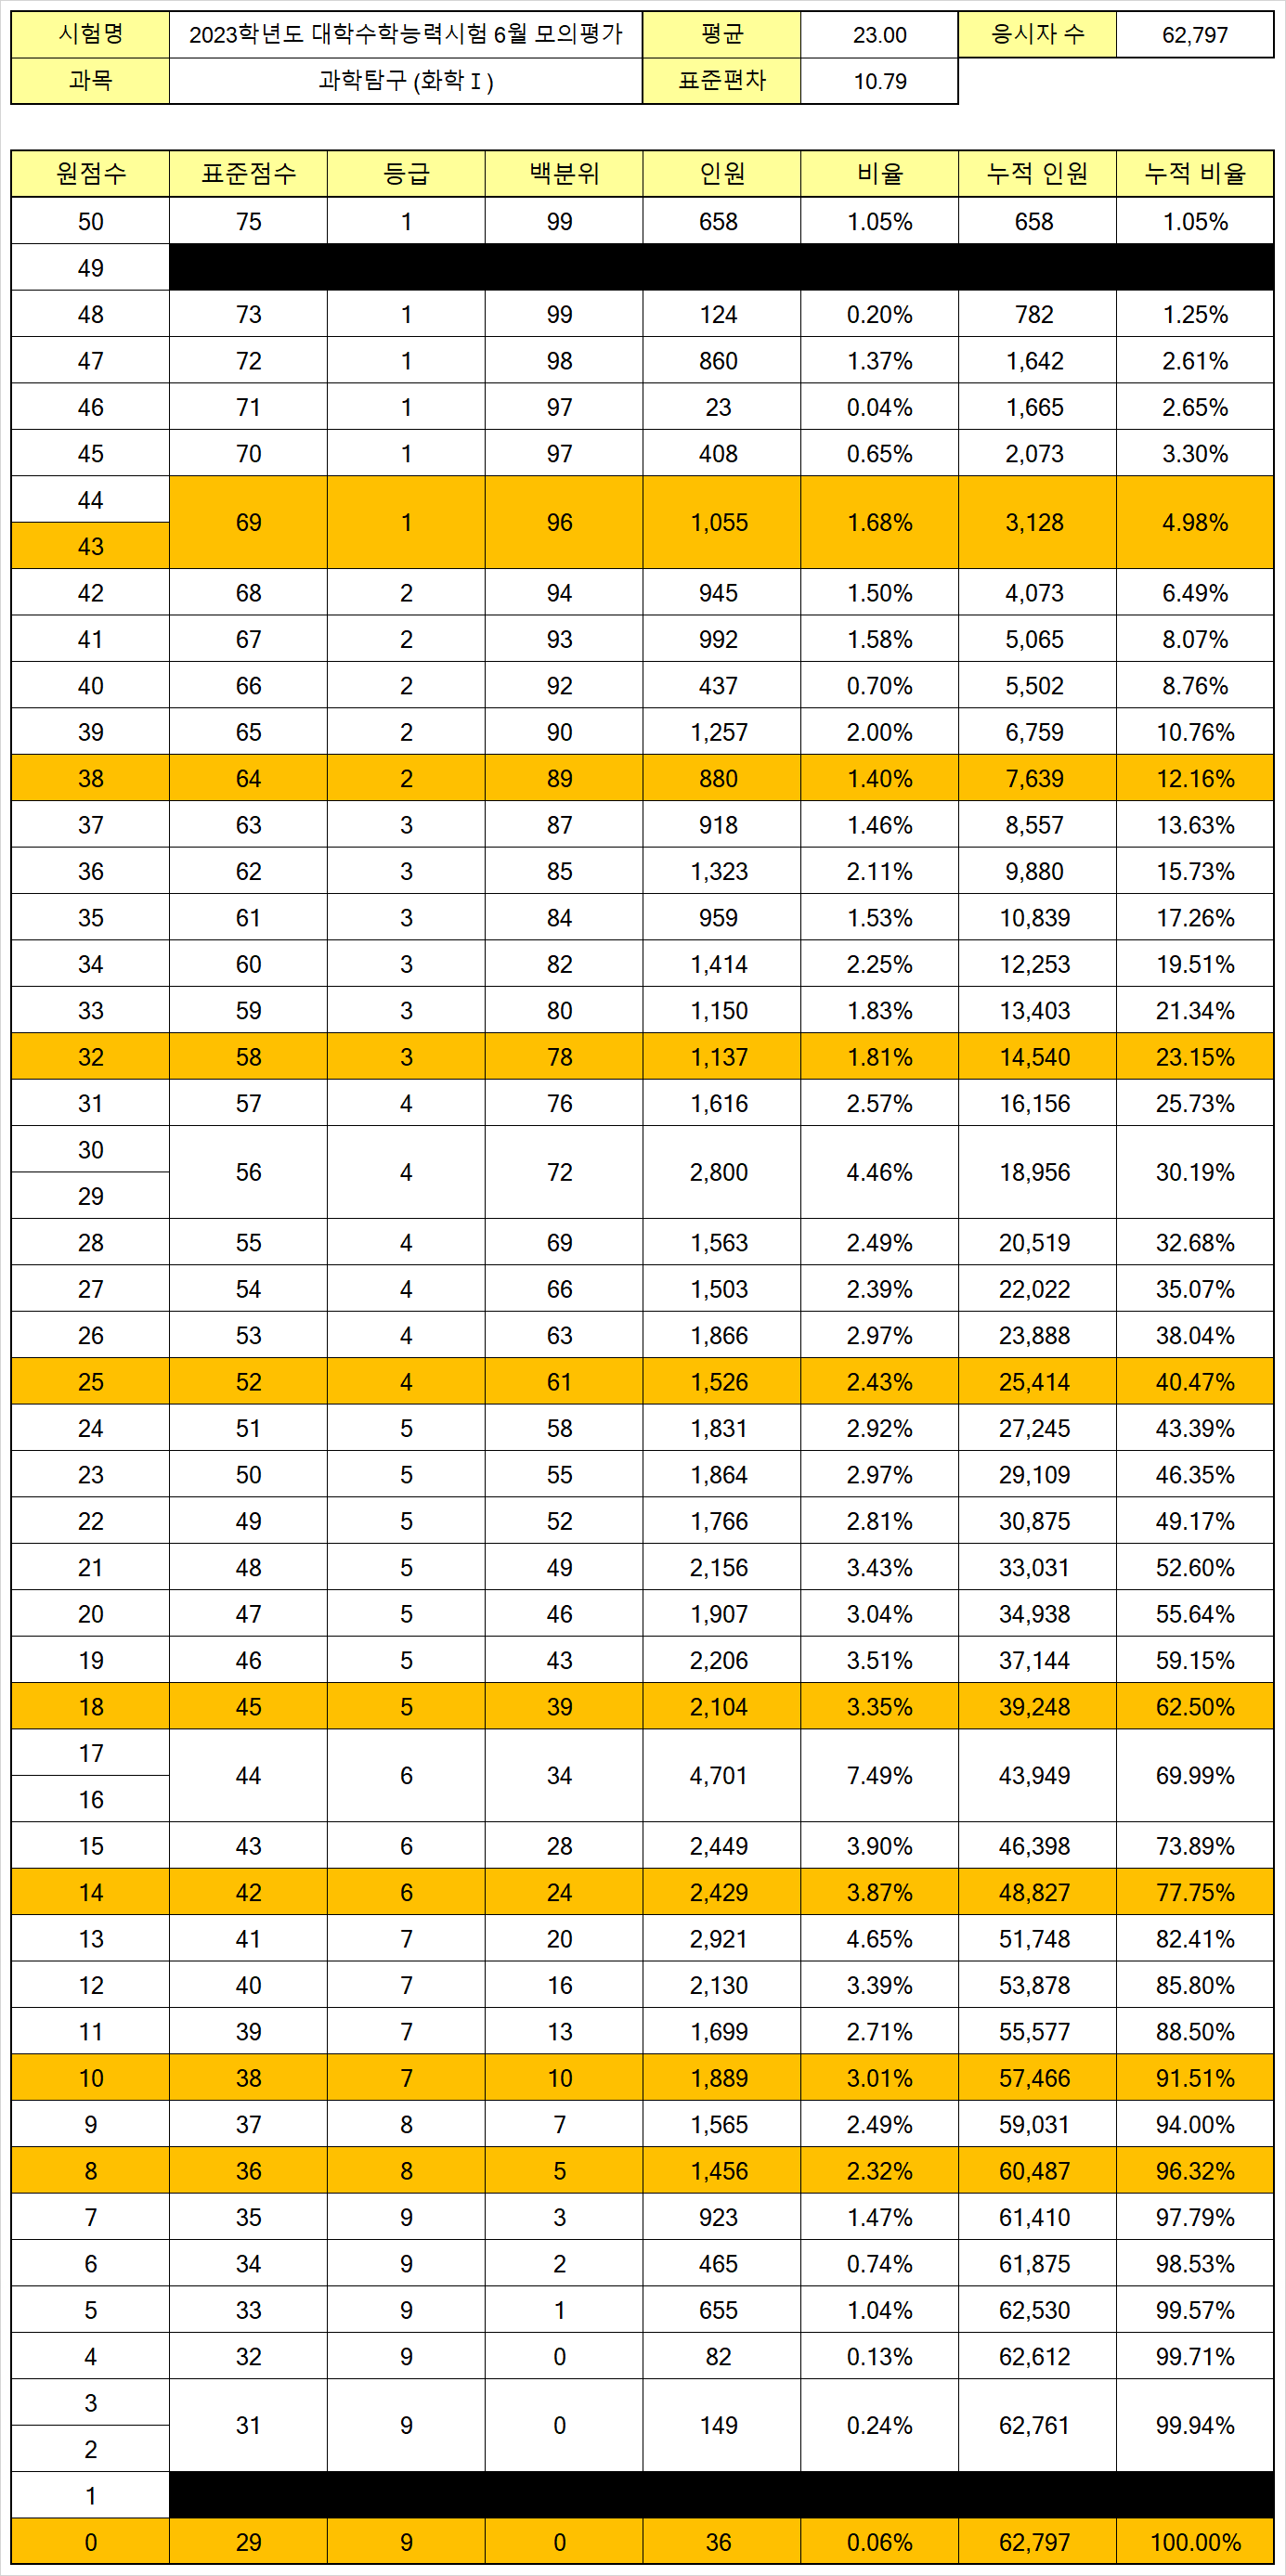 시험명 2023학년도 대학수학능력시험 6월 모의평가 평균 23.00 응시자 수 62,797
과목 과학탐구 (화학 I ) 표준편차 10.79
원점수 표준점수 등급 백분위 인원 비율 누적 인원 누적 비율
50 75 1 99 658 1.05% 658 1.05%
49
48 73 1 99 124 0.20% 782 1.25%
47 72 1 98 860 1.37% 1,642 2.61%
46 71 1 97 23 0.04% 1,665 2.65%
45 70 1 97 408 0.65% 2,073 3.30%
44
69 1 96 1,055 1.68% 3,128 4.98%
43
42 68 2 94 945 1.50% 4,073 6.49%
41 67 2 93 992 1.58% 5,065 8.07%
40 66 2 92 437 0.70% 5,502 8.76%
39 65 2 90 1,257 2.00% 6,759 10.76%
38 64 2 89 880 1.40% 7,639 12.16%
37 63 3 87 918 1.46% 8,557 13.63%
36 62 3 85 1,323 2.11% 9,880 15.73%
35 61 3 84 959 1.53% 10,839 17.26%
34 60 3 82 1,414 2.25% 12,253 19.51%
33 59 3 80 1,150 1.83% 13,403 21.34%
32 58 3 78 1,137 1.81% 14,540 23.15%
31 57 4 76 1,616 2.57% 16,156 25.73%
30
56 4 72 2,800 4.46% 18,956 30.19%
29
28 55 4 69 1,563 2.49% 20,519 32.68%
27 54 4 66 1,503 2.39% 22,022 35.07%
26 53 4 63 1,866 2.97% 23,888 38.04%
25 52 4 61 1,526 2.43% 25,414 40.47%
24 51 5 58 1,831 2.92% 27,245 43.39%
23 50 5 55 1,864 2.97% 29,109 46.35%
22 49 5 52 1,766 2.81% 30,875 49.17%
21 48 5 49 2,156 3.43% 33,031 52.60%
20 47 5 46 1,907 3.04% 34,938 55.64%
19 46 5 43 2,206 3.51% 37,144 59.15%
18 45 5 39 2,104 3.35% 39,248 62.50%
17
44 6 34 4,701 7.49% 43,949 69.99%
16
15 43 6 28 2,449 3.90% 46,398 73.89%
14 42 6 24 2,429 3.87% 48,827 77.75%
13 41 7 20 2,921 4.65% 51,748 82.41%
12 40 7 16 2,130 3.39% 53,878 85.80%
11 39 7 13 1,699 2.71% 55,577 88.50%
10 38 7 10 1,889 3.01% 57,466 91.51%
9 37 8 7 1,565 2.49% 59,031 94.00%
8 36 8 5 1,456 2.32% 60,487 96.32%
7 35 9 3 923 1.47% 61,410 97.79%
6 34 9 2 465 0.74% 61,875 98.53%
5 33 9 1 655 1.04% 62,530 99.57%
4 32 9 0 82 0.13% 62,612 99.71%
3
31 9 0 149 0.24% 62,761 99.94%
2
1
0 29 9 0 36 0.06% 62,797 100.00%